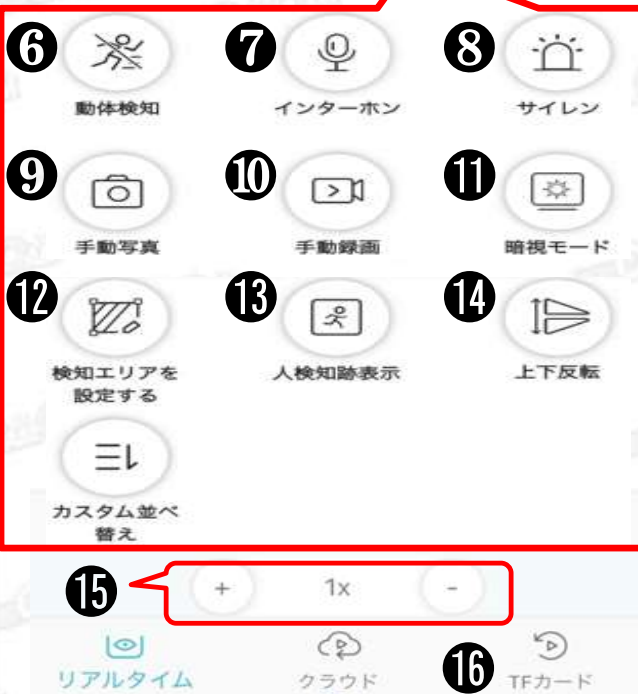 ❻ ❼ ❽
動体検知 インターホン サイレン
❾ ❿ ⓫
手動写真 手動録画 暗視モード
⓬ ⓭ ⓮
検知エリアを 人検知跡表示 上下反転
設定する
カスタム並べ
替え
⓯ + 1x -
リアルタイム クラウド ⓰ TFカード